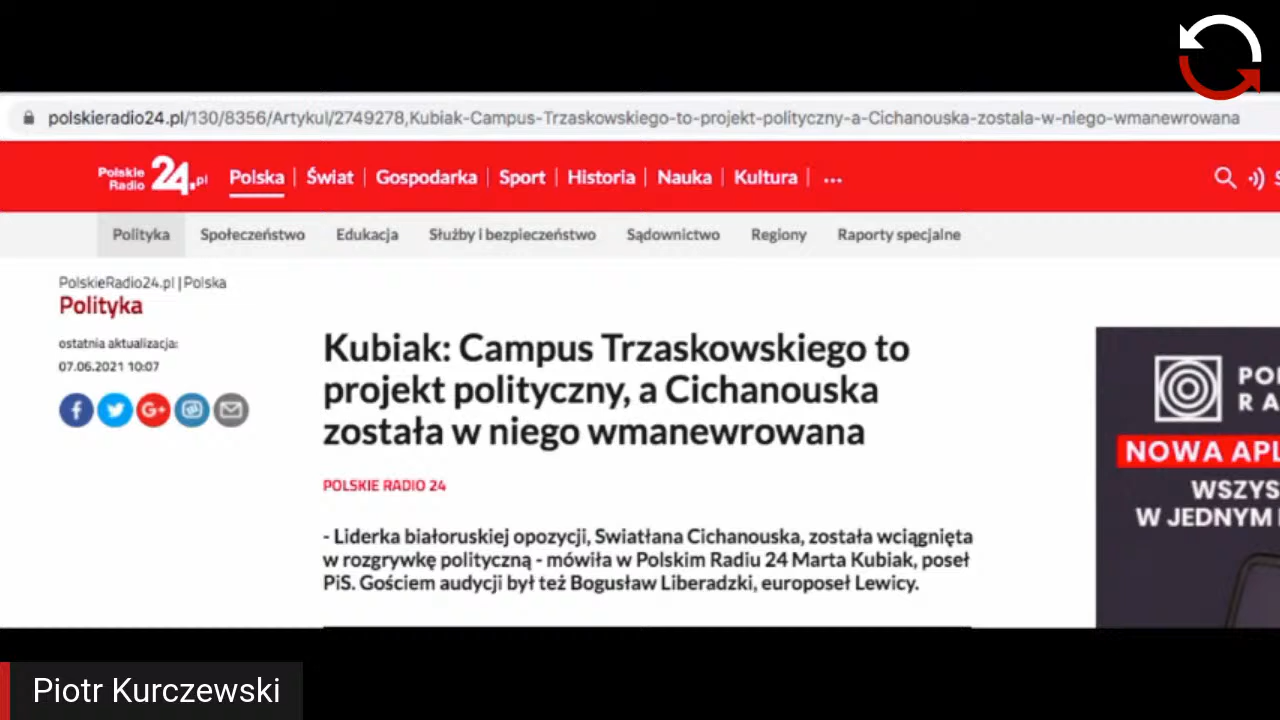 polskieradio24.pl/130/8356/Artykul/2749278,Kubiak-Campus-Trzaskowskiego-to-projekt-polityczny-a-Cichanouska-zostala-w-niego-wmanewrowana
Polskie Radio 24.pl
Polska | Świat | Gospodarka | Sport | Historia | Nauka | Kultura | ...
Polityka Społeczeństwo Edukacja Służby i bezpieczeństwo Sądownictwo Regiony Raporty specjalne
PolskieRadio24.pl | Polska
Polityka
ostatnia aktualizacja:
07.06.2021 10:07
Kubiak: Campus Trzaskowskiego to
projekt polityczny, a Cichanouska
została w niego wmanewrowana
POLSKIE RADIO 24
- Liderka białoruskiej opozycji, Swiatłana Cichanouska, została wciągnięta
w rozgrywkę polityczną - mówiła w Polskim Radiu 24 Marta Kubiak, poseł
PiS. Gościem audycji był też Bogusław Liberadzki, europoseł Lewicy.
NOWA APL
WSZYS
W JEDNYM
Piotr Kurczewski